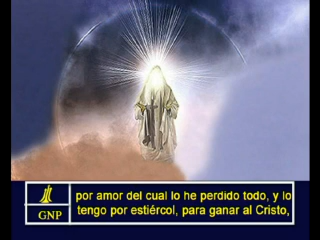 por amor del cual lo he perdido todo, y lo
tengo por estiércol, para ganar al Cristo,
GNP